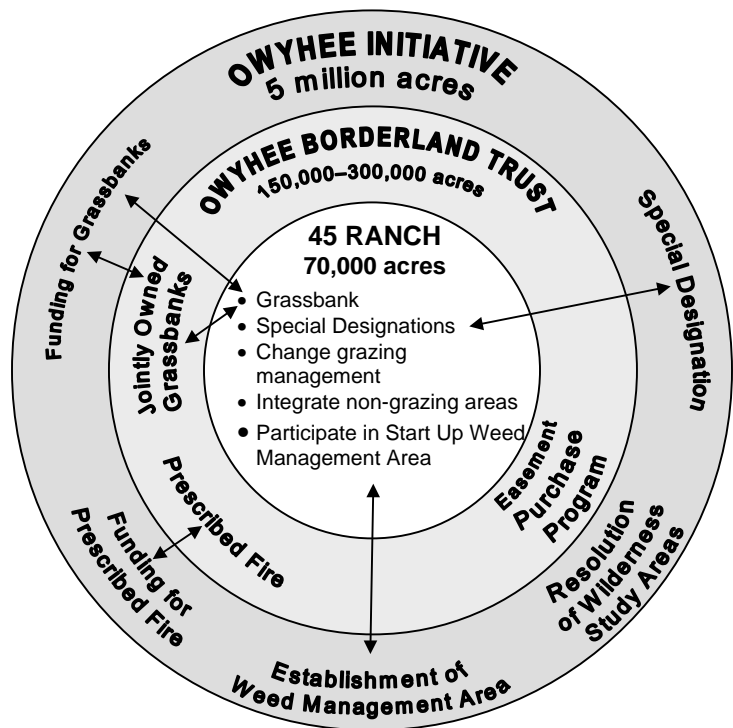 OWYHEE INITIATIVE
5 million acres
OWYHEE BORDERLAND TRUST
150,000–300,000 acres
45 RANCH
70,000 acres
• Grassbank
• Special Designations
• Change grazing
management
• Integrate non-grazing areas
• Participate in Start Up Weed
Management Area
Funding for Grassbanks
Jointly Owned
Grassbanks
Special Designation
Prescribed Fire
Funding for
Prescribed Fire
Easement
Purchase
Program
Resolution
of Wilderness
Study Areas
Establishment of
Weed Management Area